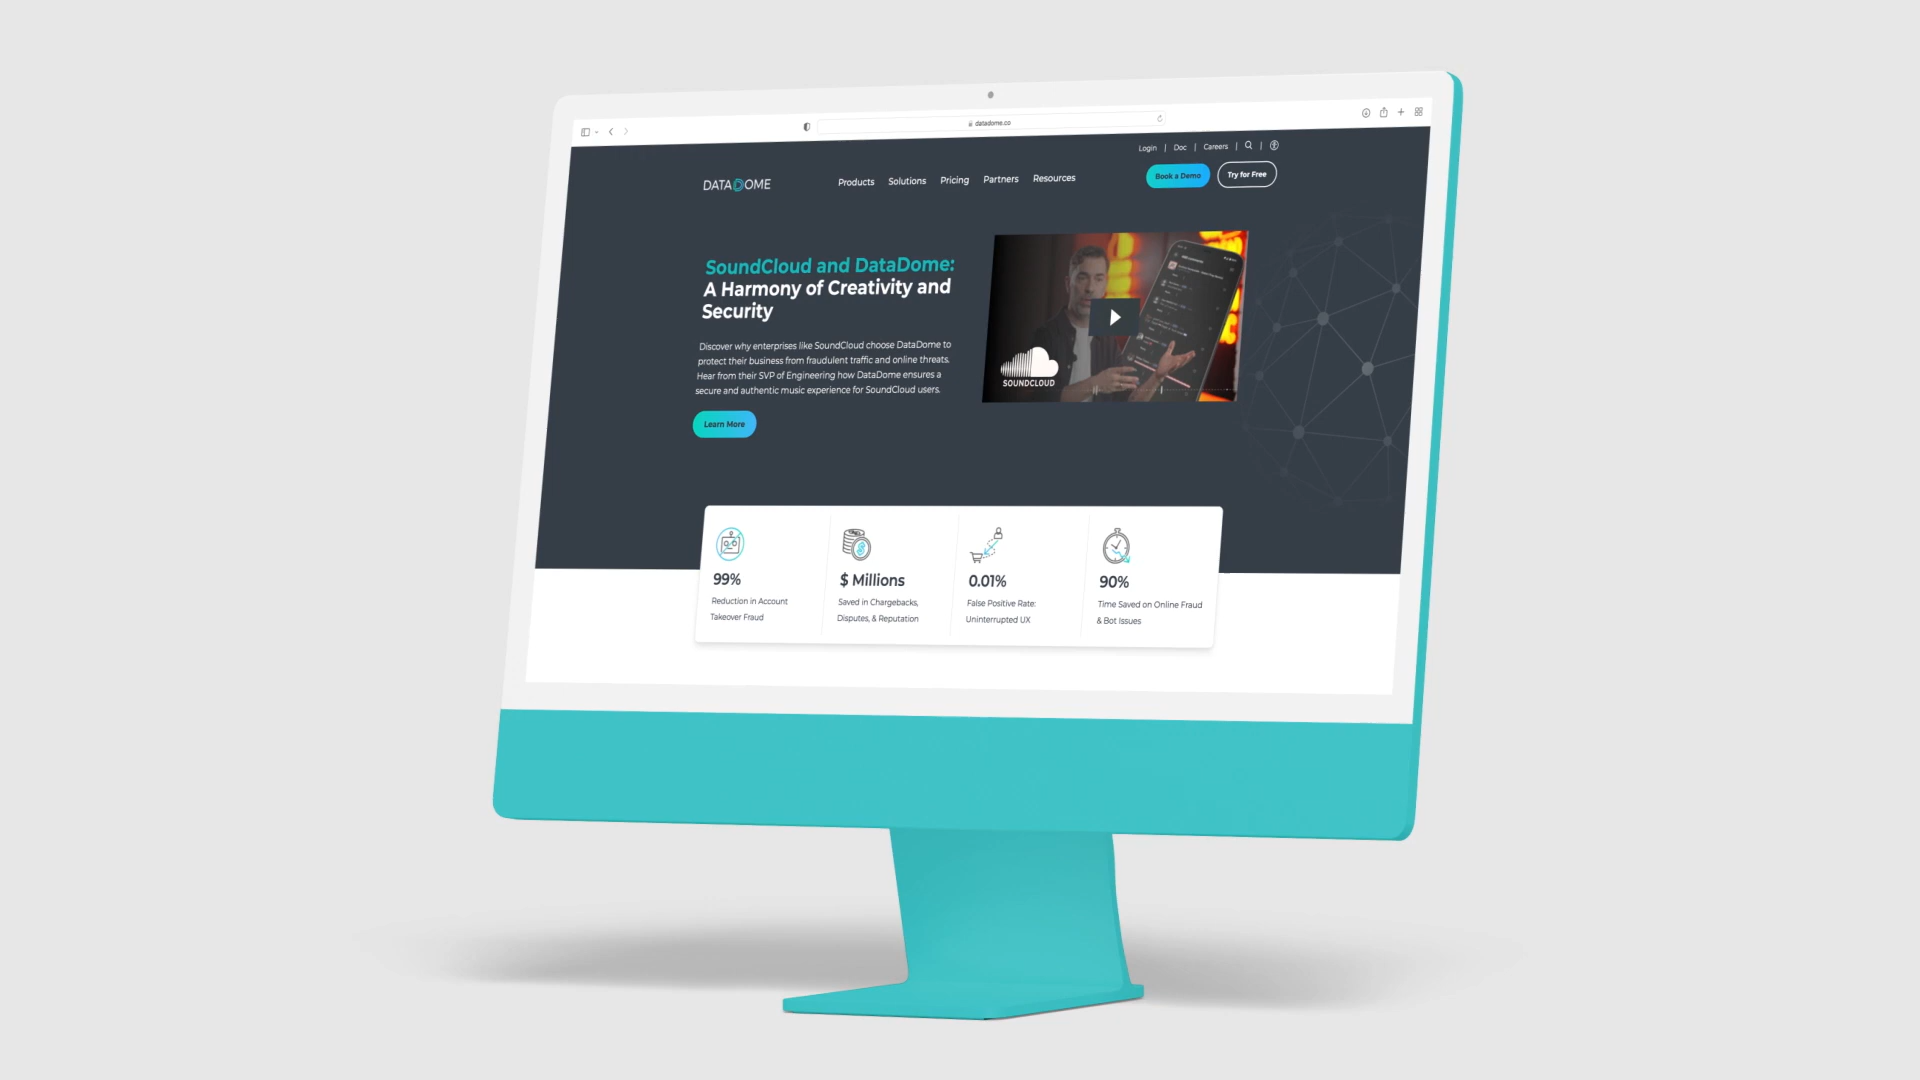 datadome.co
Login | Doc | Careers
DATADOME
Products Solutions Pricing Partners Resources
Book a Demo Try for Free
SoundCloud and DataDome:
A Harmony of Creativity and
Security
Discover why enterprises like SoundCloud choose DataDome to
protect their business from fraudulent traffic and online threats.
Hear from their SVP of Engineering how DataDome ensures a
secure and authentic music experience for SoundCloud users.
Learn More
SOUNDCLOUD
99%
Reduction in Account
Takeover Fraud
$ Millions
Saved in Chargebacks,
Disputes, & Reputation
0.01%
False Positive Rate:
Uninterrupted UX
90%
Time Saved on Online Fraud
& Bot Issues